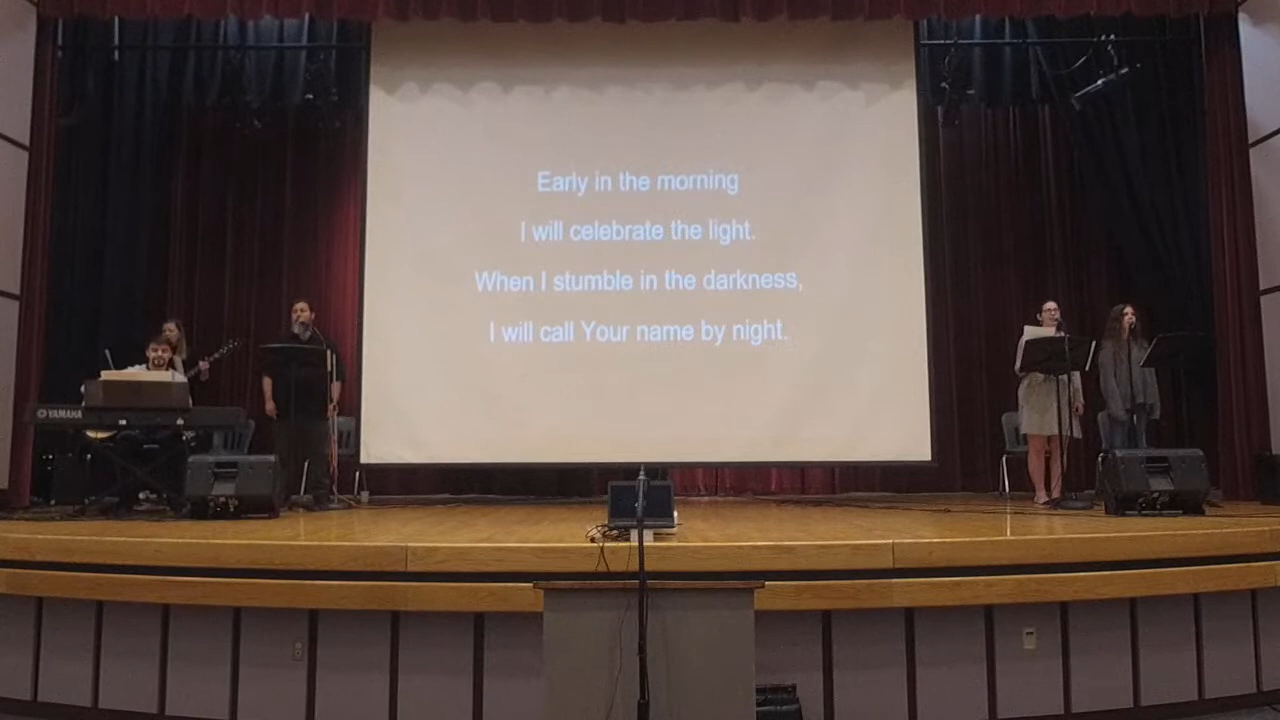 Early in the morning
I will celebrate the light.
When I stumble in the darkness,
I will call Your name by night.
YAMAHA